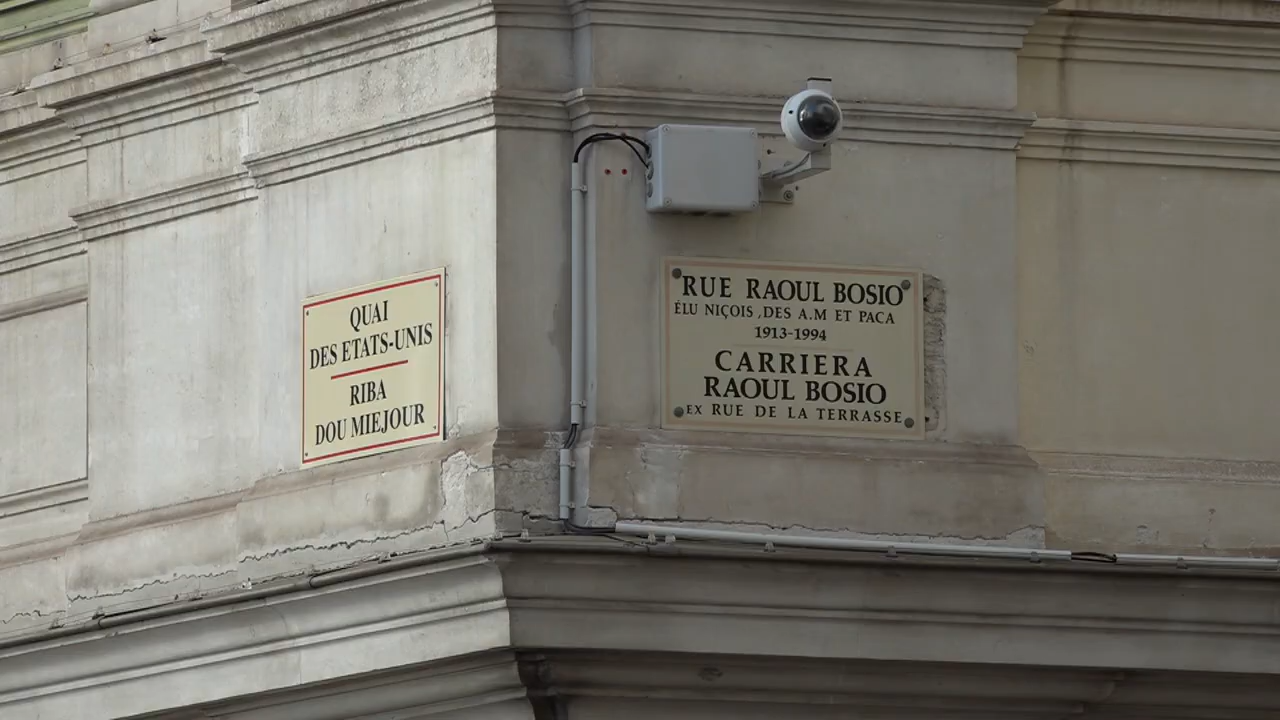 QUAI
DES ETATS-UNIS
RIBA
DOU MIEJOUR
RUE RAOUL BOSIO
ÉLU NIÇOIS, DES A.M ET PACA
1913-1994
CARRIERA
RAOUL BOSIO
EX RUE DE LA TERRASSE